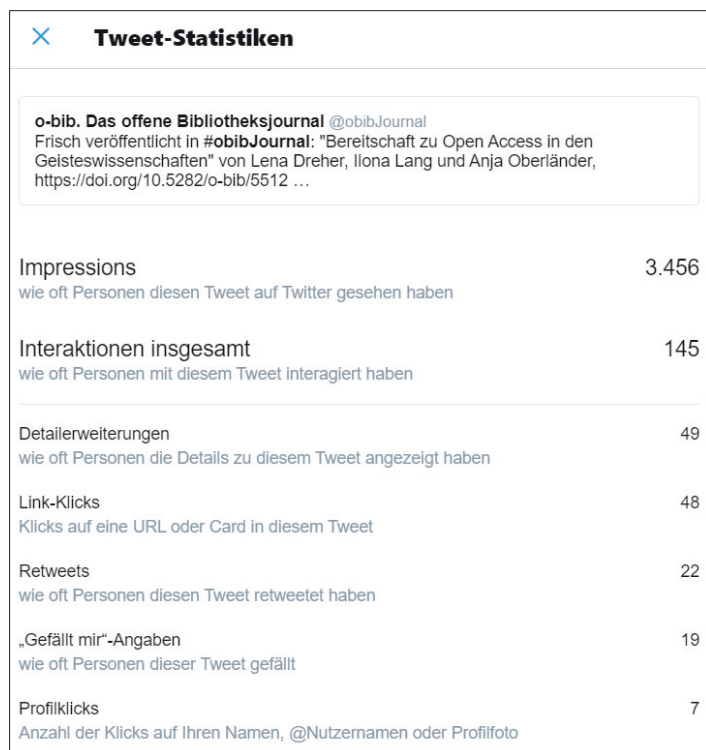 Tweet-Statistiken
o-bib. Das offene Bibliotheksjournal @obibJournal
Frisch veröffentlicht in #obibJournal: "Bereitschaft zu Open Access in den
Geisteswissenschaften" von Lena Dreher, Ilona Lang und Anja Oberländer,
https://doi.org/10.5282/o-bib/5512 …
Impressions 3.456
wie oft Personen diesen Tweet auf Twitter gesehen haben
Interaktionen insgesamt 145
wie oft Personen mit diesem Tweet interagiert haben
Detailerweiterungen 49
wie oft Personen die Details zu diesem Tweet angezeigt haben
Link-Klicks 48
Klicks auf eine URL oder Card in diesem Tweet
Retweets 22
wie oft Personen diesen Tweet retweetet haben
„Gefällt mir“-Angaben 19
wie oft Personen dieser Tweet gefällt
Profilklicks 7
Anzahl der Klicks auf Ihren Namen, @Nutzernamen oder Profilfoto